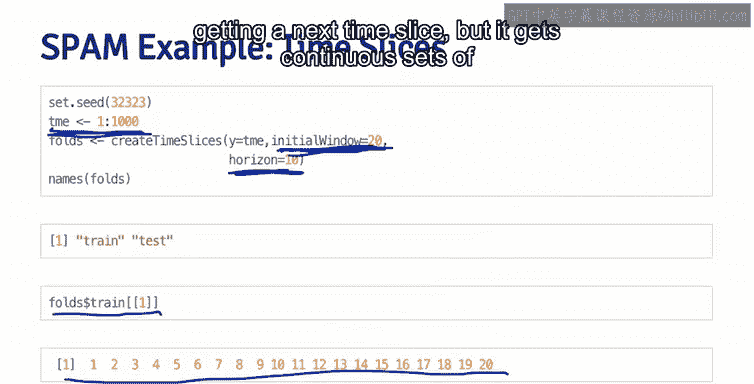 getting a next time slice, but it gets
continuous sets of
SPAM Example: Time Slices
set.seed(32323)
tme <- 1:1000
folds <- createTimeSlices(y=tme,initialWindow=20,
horizon=10)
names(folds)
[1] "train" "test"
folds$train[[1]]
[1] 1 2 3 4 5 6 7 8 9 10 11 12 13 14 15 16 17 18 19 20